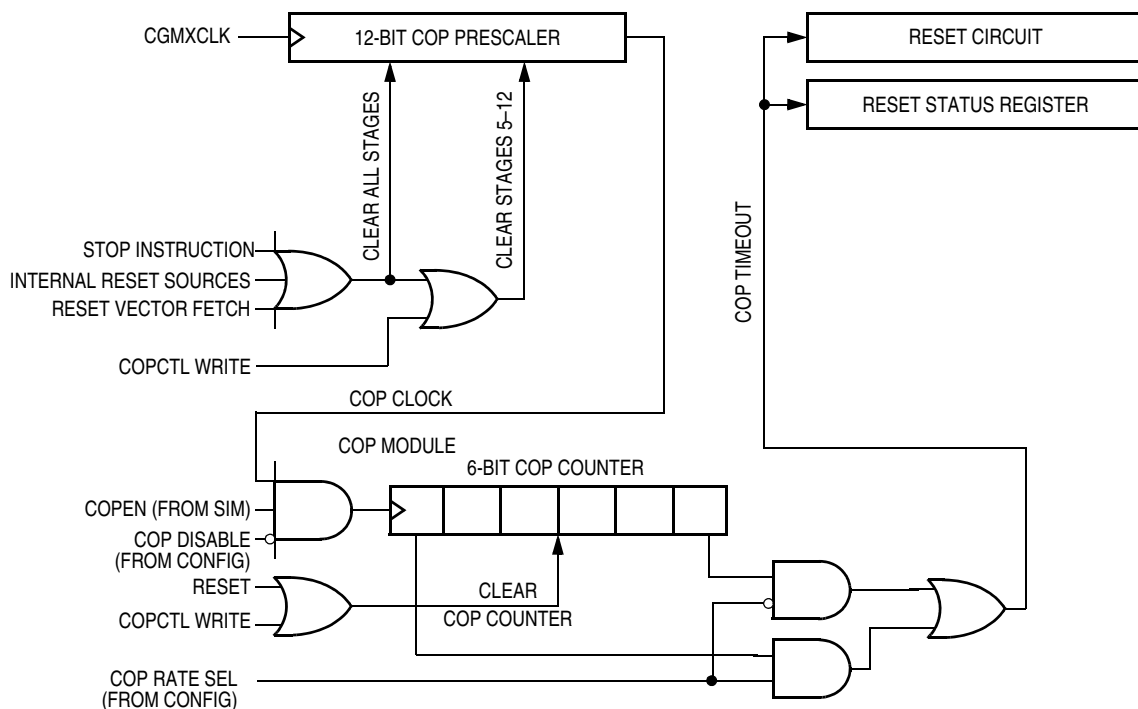 CGMXCLK
12-BIT COP PRESCALER
RESET CIRCUIT
RESET STATUS REGISTER
CLEAR ALL STAGES
CLEAR STAGES 5–12
COP TIMEOUT
STOP INSTRUCTION
INTERNAL RESET SOURCES
RESET VECTOR FETCH
COPCTL WRITE
COP CLOCK
COP MODULE
6-BIT COP COUNTER
COPEN (FROM SIM)
COP DISABLE
(FROM CONFIG)
RESET
COPCTL WRITE
CLEAR
COP COUNTER
COP RATE SEL
(FROM CONFIG)